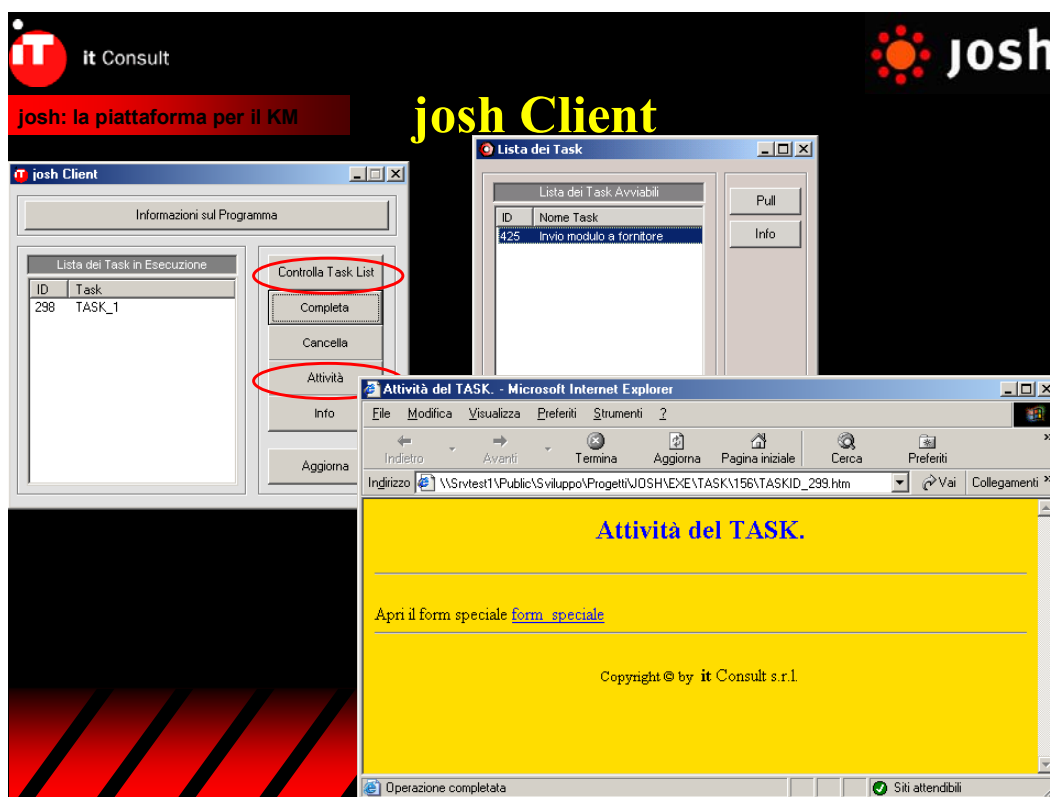 iT
it Consult
Josh
josh: la piattaforma per il KM
josh Client
josh Client
Informazioni sul Programma
Lista dei Task in Esecuzione
ID Task
298 TASK_1
Controlla Task List
Completa
Cancella
Attività
Info
Aggiorna
Lista dei Task
Lista dei Task Avviabili
ID Nome Task
425 Invio modulo a fornitore
Pull
Info
Attività del TASK. - Microsoft Internet Explorer
File Modifica Visualizza Preferiti Strumenti ?
Indietro Avanti Termina Aggiorna Pagina iniziale Cerca Preferiti »
Indirizzo \\Srvtest1\Public\Sviluppo\Progetti\JOSH\EXE\TASK\156\TASKID_299.htm Vai Collegamenti »
Attività del TASK.
Apri il form speciale form_speciale
Copyright © by it Consult s.r.l.
Operazione completata Siti attendibili